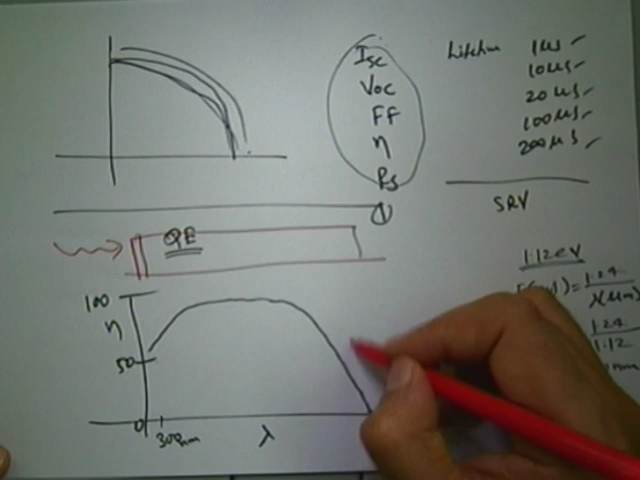 Isc
Voc
FF
η
Rs
Lifetime 1μs
10μs
20μs
100μs
200μs
SRV
QE
1.12eV
= 1.24
λ(μm)
1.24
1.12
100
η
50
0
300nm
λ